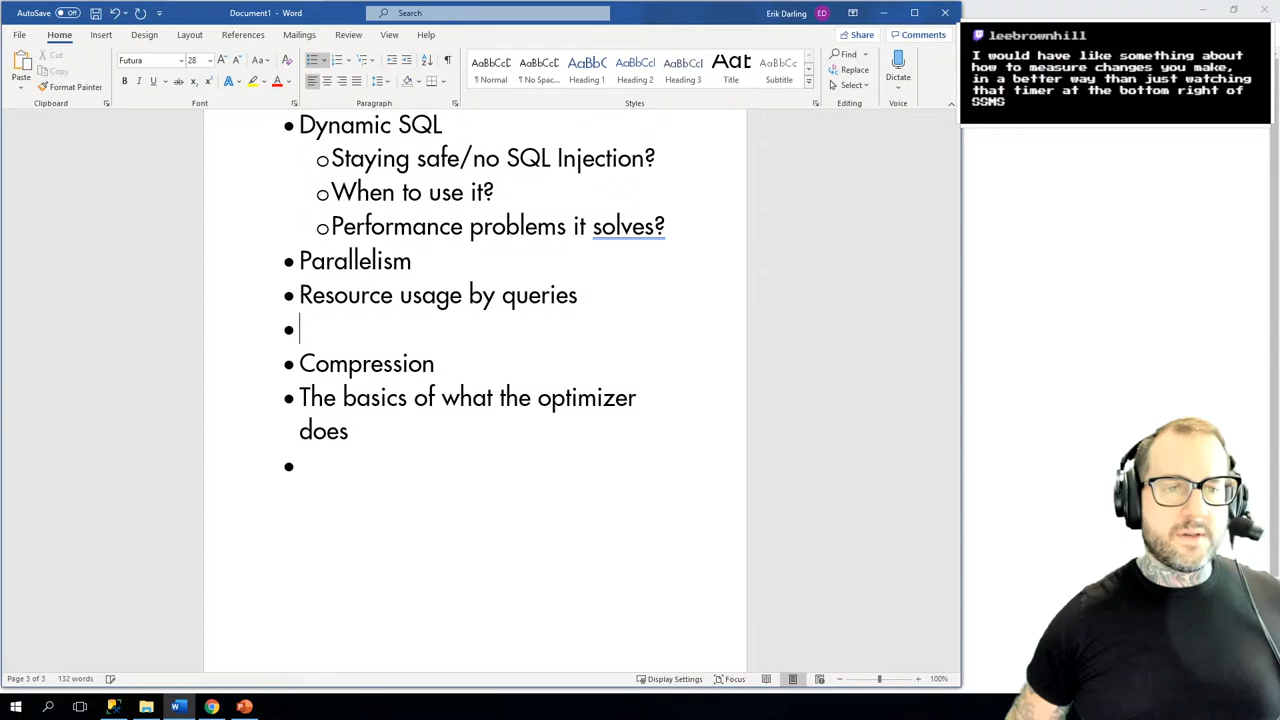 AutoSave Off
Document1 - Word
Search
Erik Darling ED
File Home Insert Draw Design Layout References Mailings Review View Help
Share Comments
Paste
Cut
Copy
Format Painter
Clipboard
Futura 28
Font
Paragraph
AaBbCcDc AaBbCcDc AaBbC AaBbCcC AaBbCcD AaB AaBbCcD
¶ Normal ¶ No Spac... Heading 1 Heading 2 Heading 3 Title Subtitle
Styles
Find
Replace
Select
Editing
Dictate
Voice
leebrownhill
I would have like something about
how to measure changes you make,
in a better way than just watching
that timer at the bottom right of
SSMS
• Dynamic SQL
o Staying safe/no SQL Injection?
o When to use it?
o Performance problems it solves?
• Parallelism
• Resource usage by queries
•
• Compression
• The basics of what the optimizer
does
•
Page 3 of 3 132 words
Display Settings Focus 100%